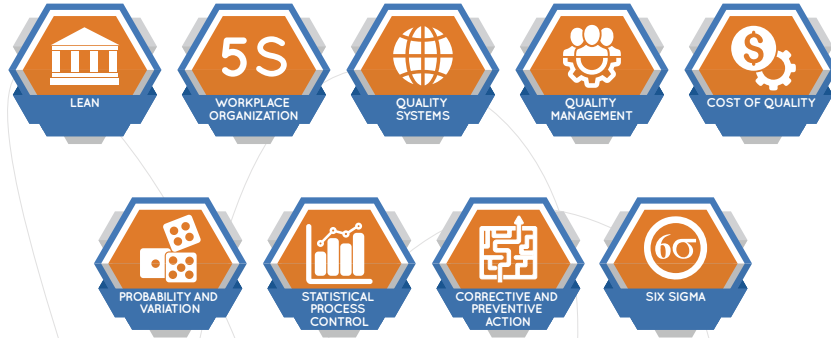 LEAN
5S
WORKPLACE
ORGANIZATION
QUALITY
SYSTEMS
QUALITY
MANAGEMENT
$
COST OF QUALITY
PROBABILITY AND
VARIATION
STATISTICAL
PROCESS
CONTROL
CORRECTIVE AND
PREVENTIVE
ACTION
6σ
SIX SIGMA